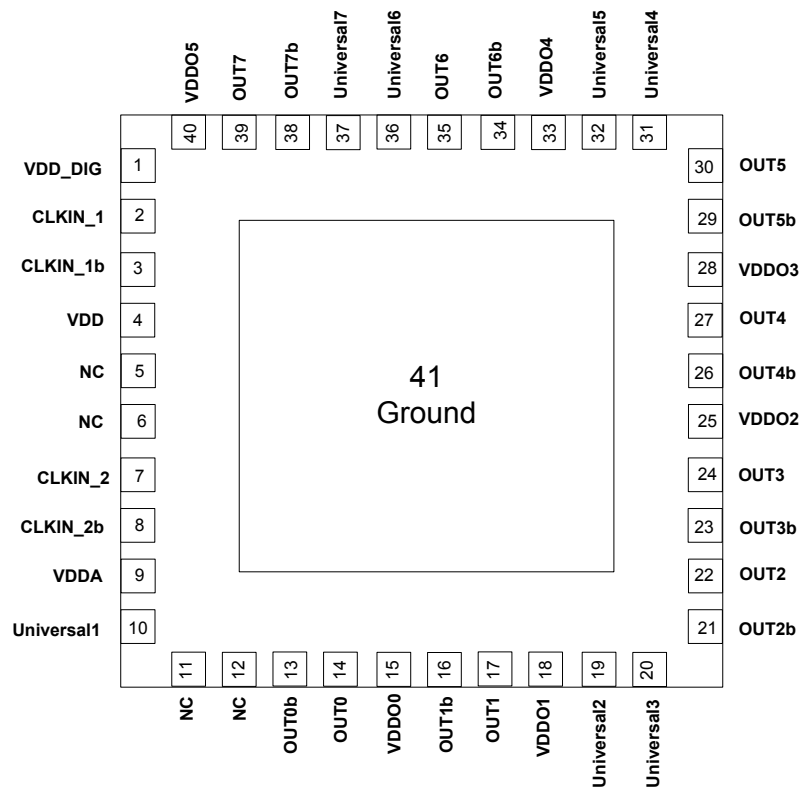 VDDO5
OUT7
OUT7b
Universal7
Universal6
OUT6
OUT6b
VDDO4
Universal5
Universal4
40
39
38
37
36
35
34
33
32
31
VDD_DIG 1
CLKIN_1 2
CLKIN_1b 3
VDD 4
NC 5
NC 6
CLKIN_2 7
CLKIN_2b 8
VDDA 9
Universal1 10
41
Ground
30 OUT5
29 OUT5b
28 VDDO3
27 OUT4
26 OUT4b
25 VDDO2
24 OUT3
23 OUT3b
22 OUT2
21 OUT2b
11
12
13
14
15
16
17
18
19
20
NC
NC
OUT0b
OUT0
VDDO0
OUT1b
OUT1
VDDO1
Universal2
Universal3